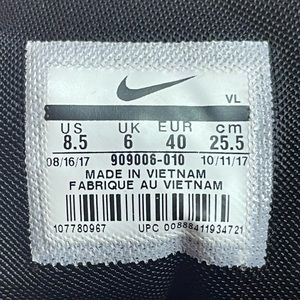 VL
US UK EUR cm
8.5 6 40 25.5
08/16/17 909006-010 10/11/17
MADE IN VIETNAM
FABRIQUE AU VIETNAM
107780967 UPC 00888411934721